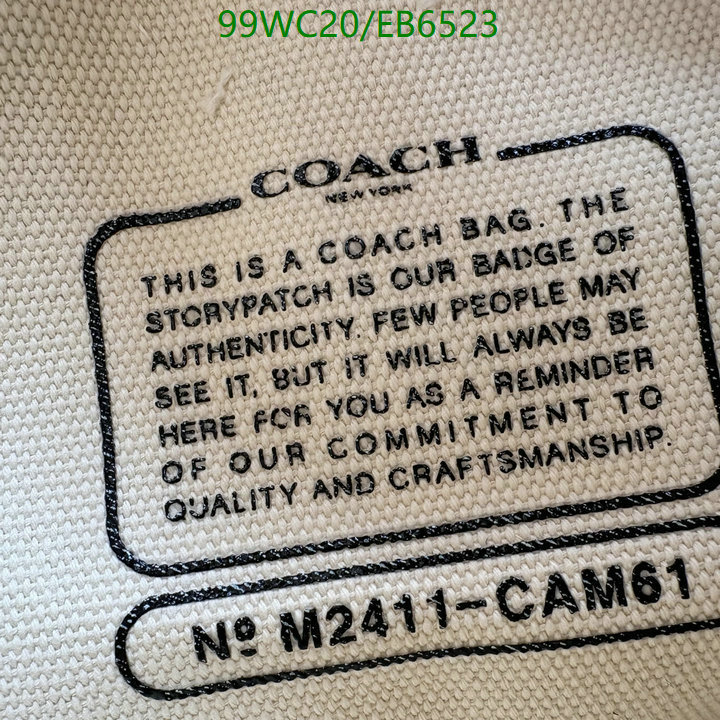 99WC20/EB6523
COACH
NEW YORK
THIS IS A COACH BAG. THE
STORYPATCH IS OUR BADGE OF
AUTHENTICITY. FEW PEOPLE MAY
SEE IT, BUT IT WILL ALWAYS BE
HERE FOR YOU AS A REMINDER
OF OUR COMMITMENT TO
QUALITY AND CRAFTSMANSHIP.
Nº M2411-CAM61